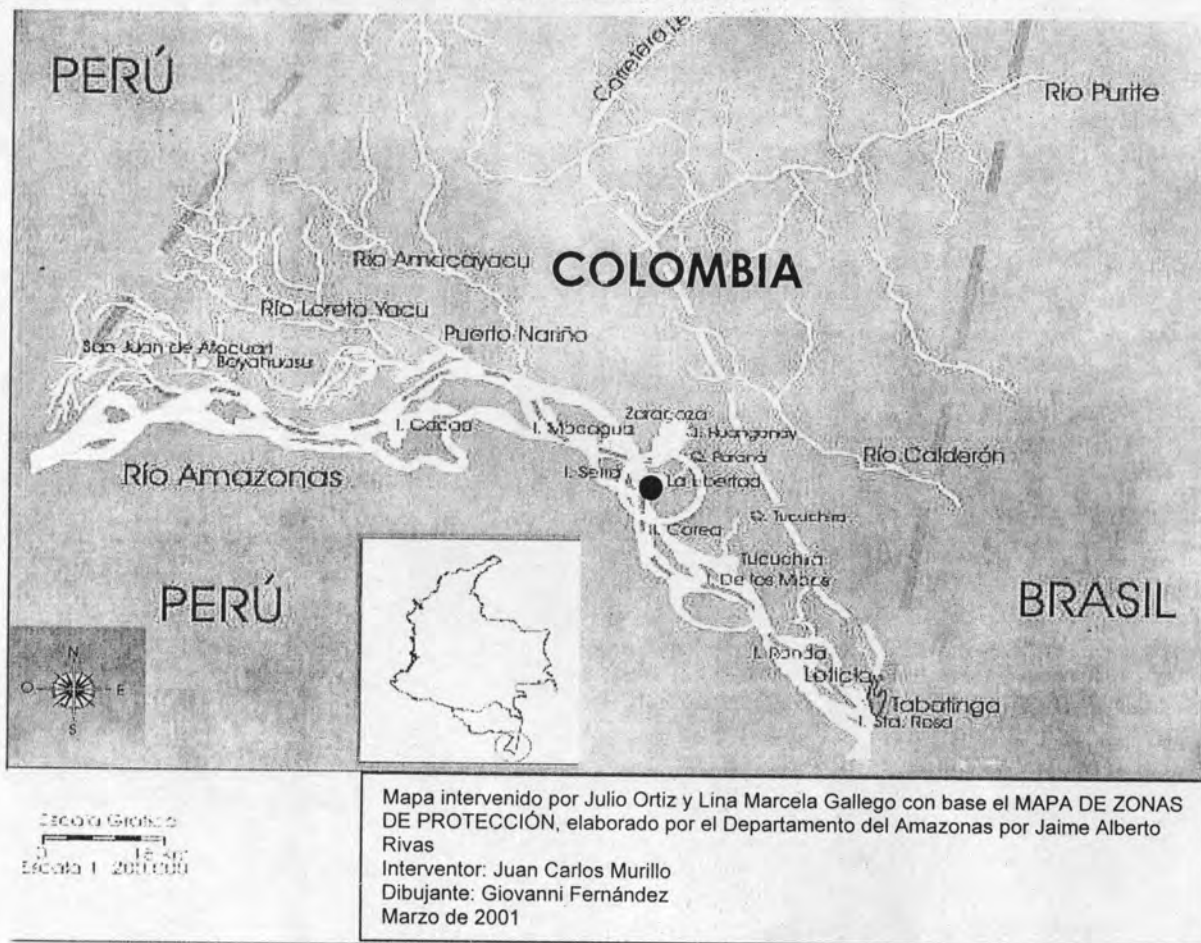 PERÚ
Carretera Le
Río Purite
Río Amacayacu
COLOMBIA
Río Loreto Yacu
Puerto Nariño
San Juan de Atacuari
Boyahuasu
Zaragoza
I. Cacao
I. Mocagua
Q. Paraná
Río Calderón
Río Amazonas
La Libertad
Q. Tucuchira
I. Corea
Tucuchira
I. De los Micos
PERÚ
BRASIL
N
O
E
S
I. Ronda
Leticia
Tabatinga
I. Sta. Rosa
Escala Gráfica
0 15 km
Escala 1: 200.000
Mapa intervenido por Julio Ortiz y Lina Marcela Gallego con base el MAPA DE ZONAS
DE PROTECCIÓN, elaborado por el Departamento del Amazonas por Jaime Alberto
Rivas
Interventor: Juan Carlos Murillo
Dibujante: Giovanni Fernández
Marzo de 2001